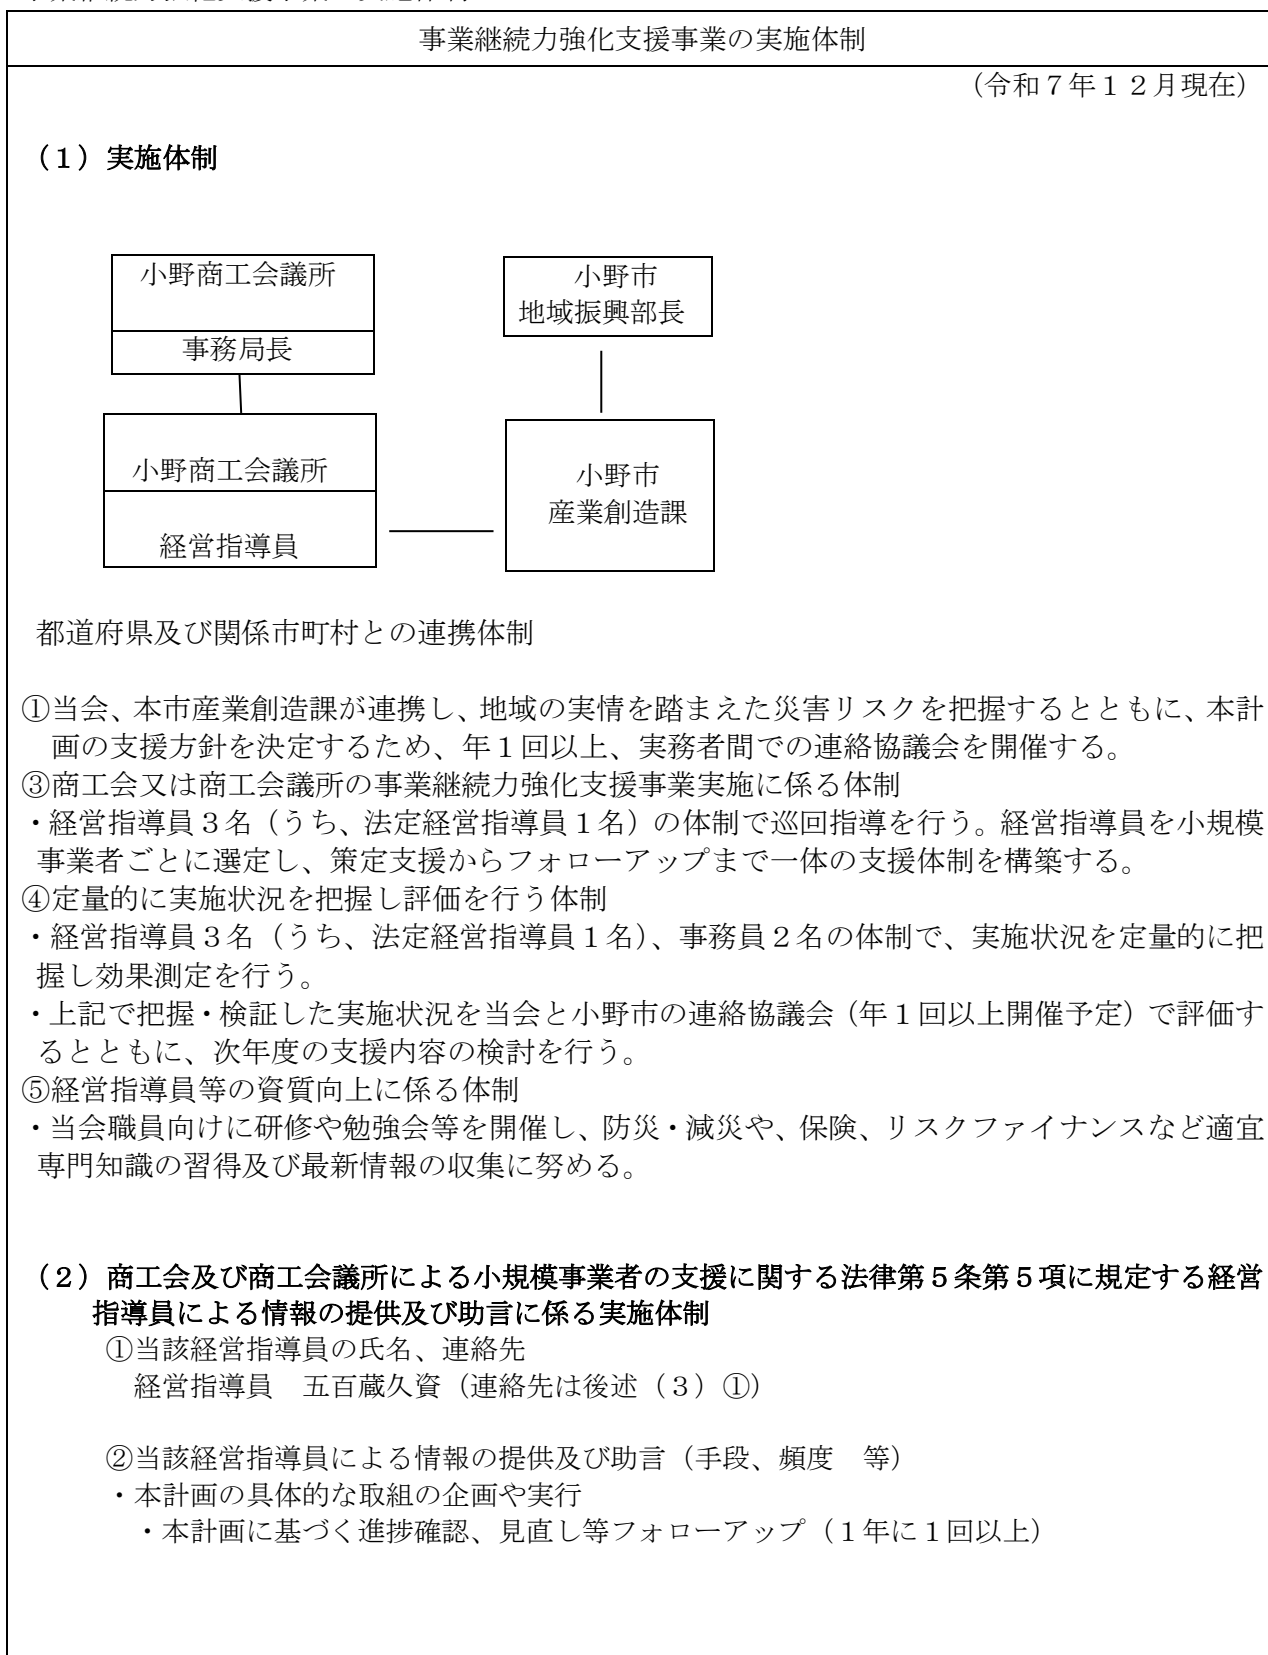 事業継続力強化支援事業の実施体制
（令和７年１２月現在）
（１）実施体制
小野商工会議所
事務局長
小野市
地域振興部長
小野商工会議所
経営指導員
小野市
産業創造課
都道府県及び関係市町村との連携体制
①当会、本市産業創造課が連携し、地域の実情を踏まえた災害リスクを把握するとともに、本計
画の支援方針を決定するため、年１回以上、実務者間での連絡協議会を開催する。
③商工会又は商工会議所の事業継続力強化支援事業実施に係る体制
・経営指導員３名（うち、法定経営指導員１名）の体制で巡回指導を行う。経営指導員を小規模
事業者ごとに選定し、策定支援からフォローアップまで一体の支援体制を構築する。
④定量的に実施状況を把握し評価を行う体制
・経営指導員３名（うち、法定経営指導員１名）、事務員２名の体制で、実施状況を定量的に把
握し効果測定を行う。
・上記で把握・検証した実施状況を当会と小野市の連絡協議会（年１回以上開催予定）で評価す
るとともに、次年度の支援内容の検討を行う。
⑤経営指導員等の資質向上に係る体制
・当会職員向けに研修や勉強会等を開催し、防災・減災や、保険、リスクファイナンスなど適宜
専門知識の習得及び最新情報の収集に努める。
（２）商工会及び商工会議所による小規模事業者の支援に関する法律第５条第５項に規定する経営
指導員による情報の提供及び助言に係る実施体制
①当該経営指導員の氏名、連絡先
経営指導員　五百蔵久資（連絡先は後述（３）①）
②当該経営指導員による情報の提供及び助言（手段、頻度　等）
・本計画の具体的な取組の企画や実行
・本計画に基づく進捗確認、見直し等フォローアップ（１年に１回以上）